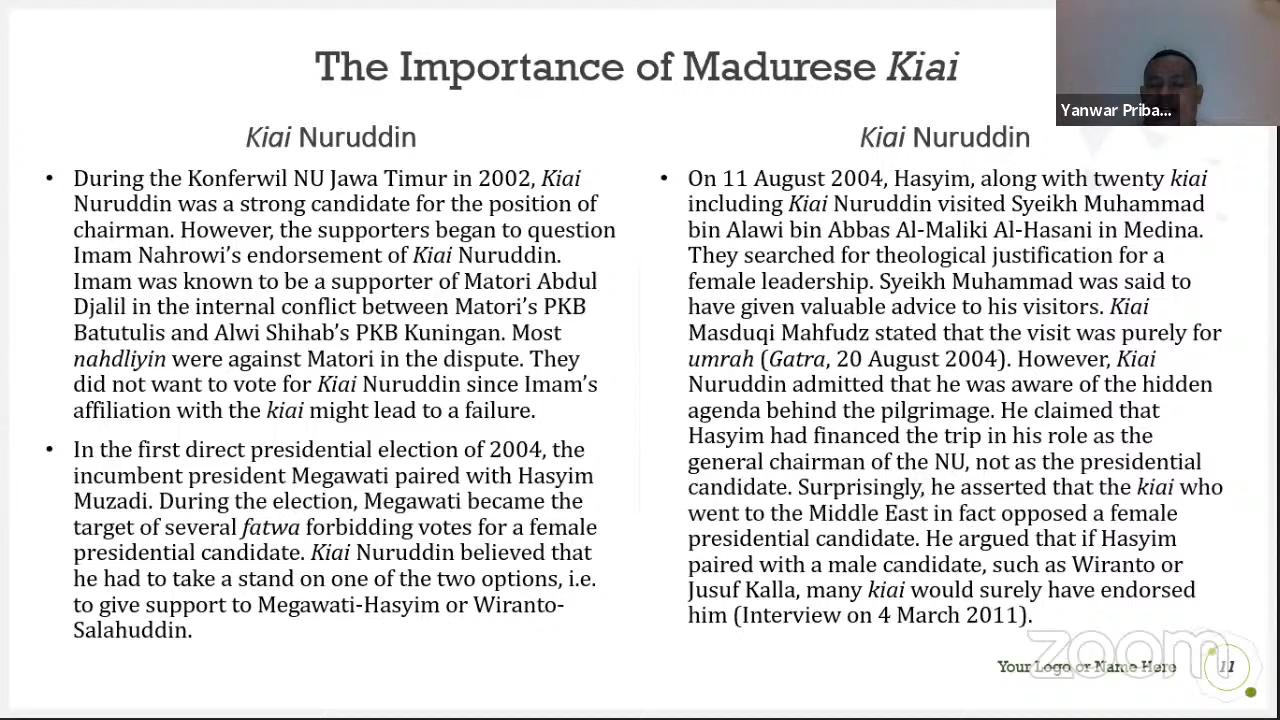 The Importance of Madurese Kiai
Yanwar Priba...
Kiai Nuruddin
• During the Konferwil NU Jawa Timur in 2002, Kiai
Nuruddin was a strong candidate for the position of
chairman. However, the supporters began to question
Imam Nahrowi's endorsement of Kiai Nuruddin.
Imam was known to be a supporter of Matori Abdul
Djalil in the internal conflict between Matori's PKB
Batutulis and Alwi Shihab's PKB Kuningan. Most
nahdliyin were against Matori in the dispute. They
did not want to vote for Kiai Nuruddin since Imam's
affiliation with the kiai might lead to a failure.
• In the first direct presidential election of 2004, the
incumbent president Megawati paired with Hasyim
Muzadi. During the election, Megawati became the
target of several fatwa forbidding votes for a female
presidential candidate. Kiai Nuruddin believed that
he had to take a stand on one of the two options, i.e.
to give support to Megawati-Hasyim or Wiranto-
Salahuddin.
Kiai Nuruddin
• On 11 August 2004, Hasyim, along with twenty kiai
including Kiai Nuruddin visited Syeikh Muhammad
bin Alawi bin Abbas Al-Maliki Al-Hasani in Medina.
They searched for theological justification for a
female leadership. Syeikh Muhammad was said to
have given valuable advice to his visitors. Kiai
Masduqi Mahfudz stated that the visit was purely for
umrah (Gatra, 20 August 2004). However, Kiai
Nuruddin admitted that he was aware of the hidden
agenda behind the pilgrimage. He claimed that
Hasyim had financed the trip in his role as the
general chairman of the NU, not as the presidential
candidate. Surprisingly, he asserted that the kiai who
went to the Middle East in fact opposed a female
presidential candidate. He argued that if Hasyim
paired with a male candidate, such as Wiranto or
Jusuf Kalla, many kiai would surely have endorsed
him (Interview on 4 March 2011).
zoom
Your Logo or Name Here
11